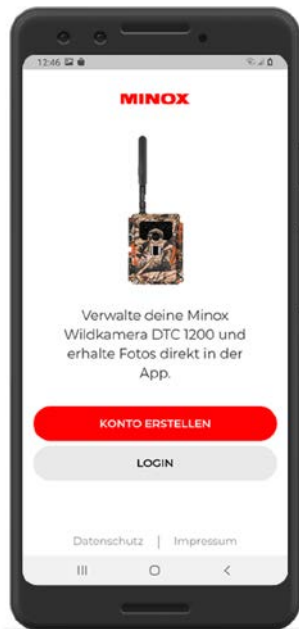 12:46
MINOX
Verwalte deine Minox
Wildkamera DTC 1200 und
erhalte Fotos direkt in der
App.
KONTO ERSTELLEN
LOGIN
Datenschutz | Impressum